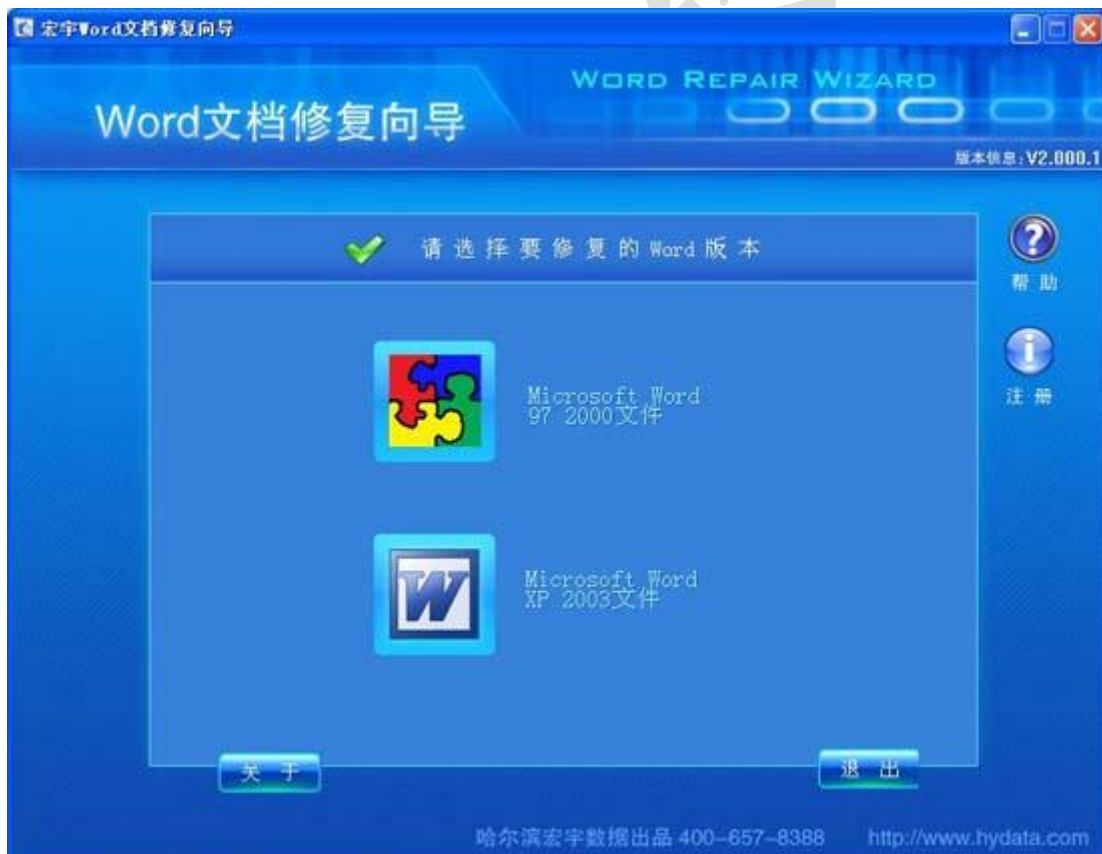 宏宇Word文档修复向导
WORD REPAIR WIZARD
Word文档修复向导
版本信息:V2.000.1
请选择要修复的Word版本
帮助
注册
Microsoft Word
97 2000文件
W
Microsoft Word
XP 2003文件
关于
退出
哈尔滨宏宇数据出品 400-657-8388 http://www.hydata.com